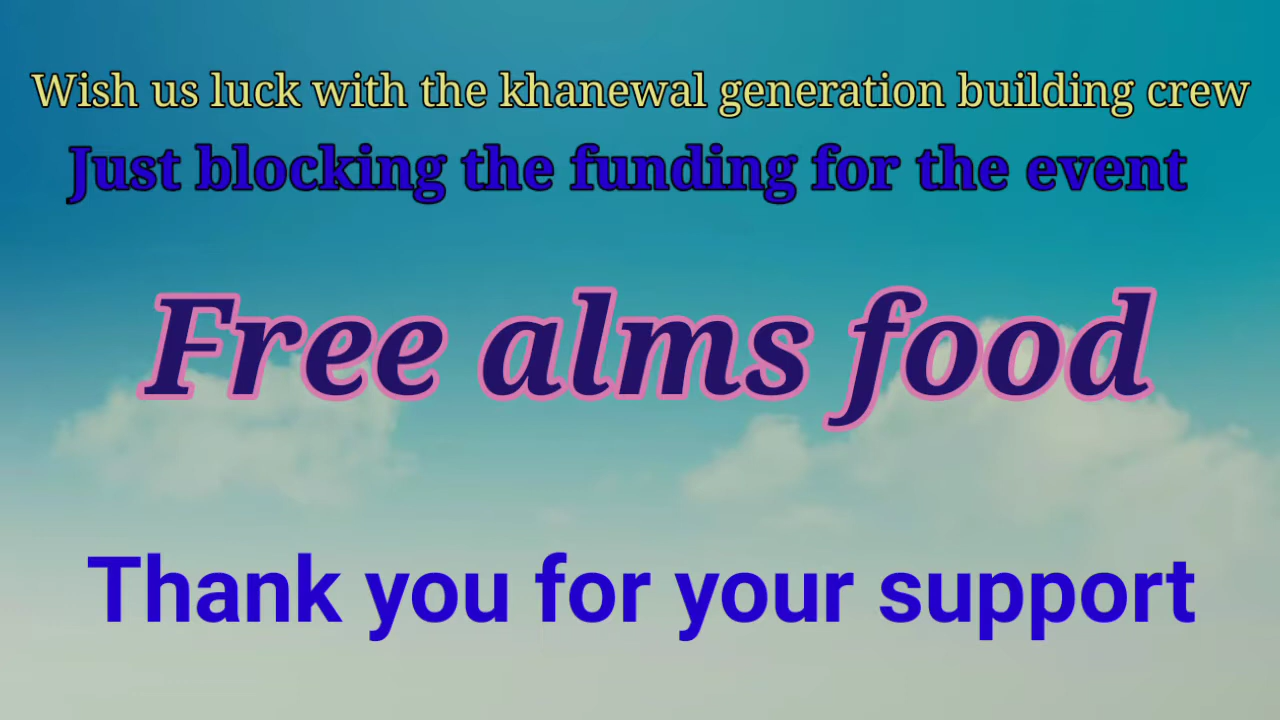 Wish us luck with the khanewal generation building crew
Just blocking the funding for the event
Free alms food
Thank you for your support